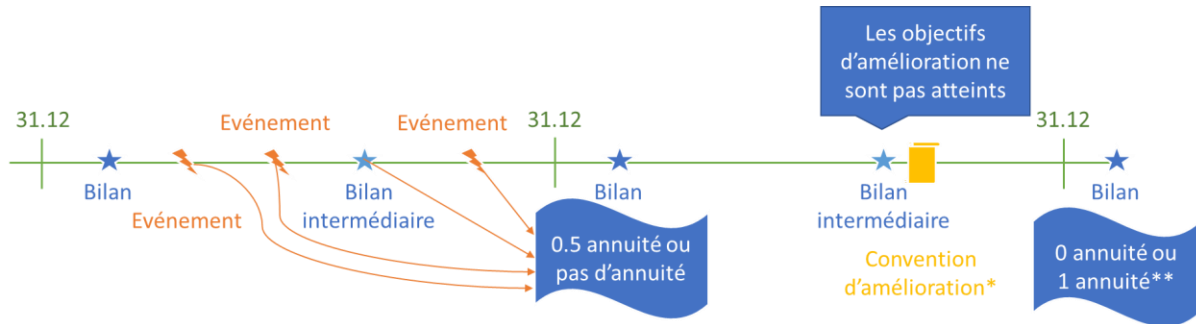 Les objectifs
d'amélioration ne
sont pas atteints
31.12
Evénement
Evénement
31.12
31.12
Bilan
Evénement
Bilan
intermédiaire
Bilan
Bilan
intermédiaire
Bilan
0.5 annuité ou
pas d'annuité
Convention
d'amélioration*
0 annuité ou
1 annuité**